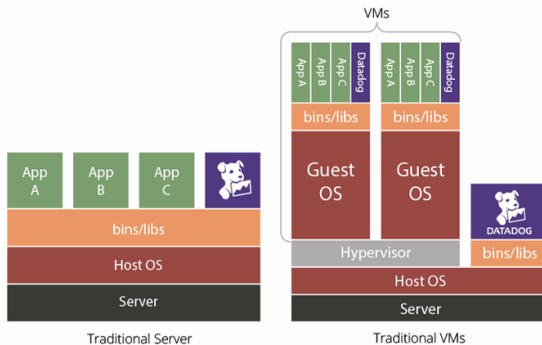 VMs
App A
App B
App C
Datadog
App A
App B
App C
Datadog
bins/libs
bins/libs
Guest
OS
Guest
OS
App
A
App
B
App
C
DATADOG
bins/libs
Hypervisor
bins/libs
Host OS
Host OS
Server
Server
Traditional Server
Traditional VMs